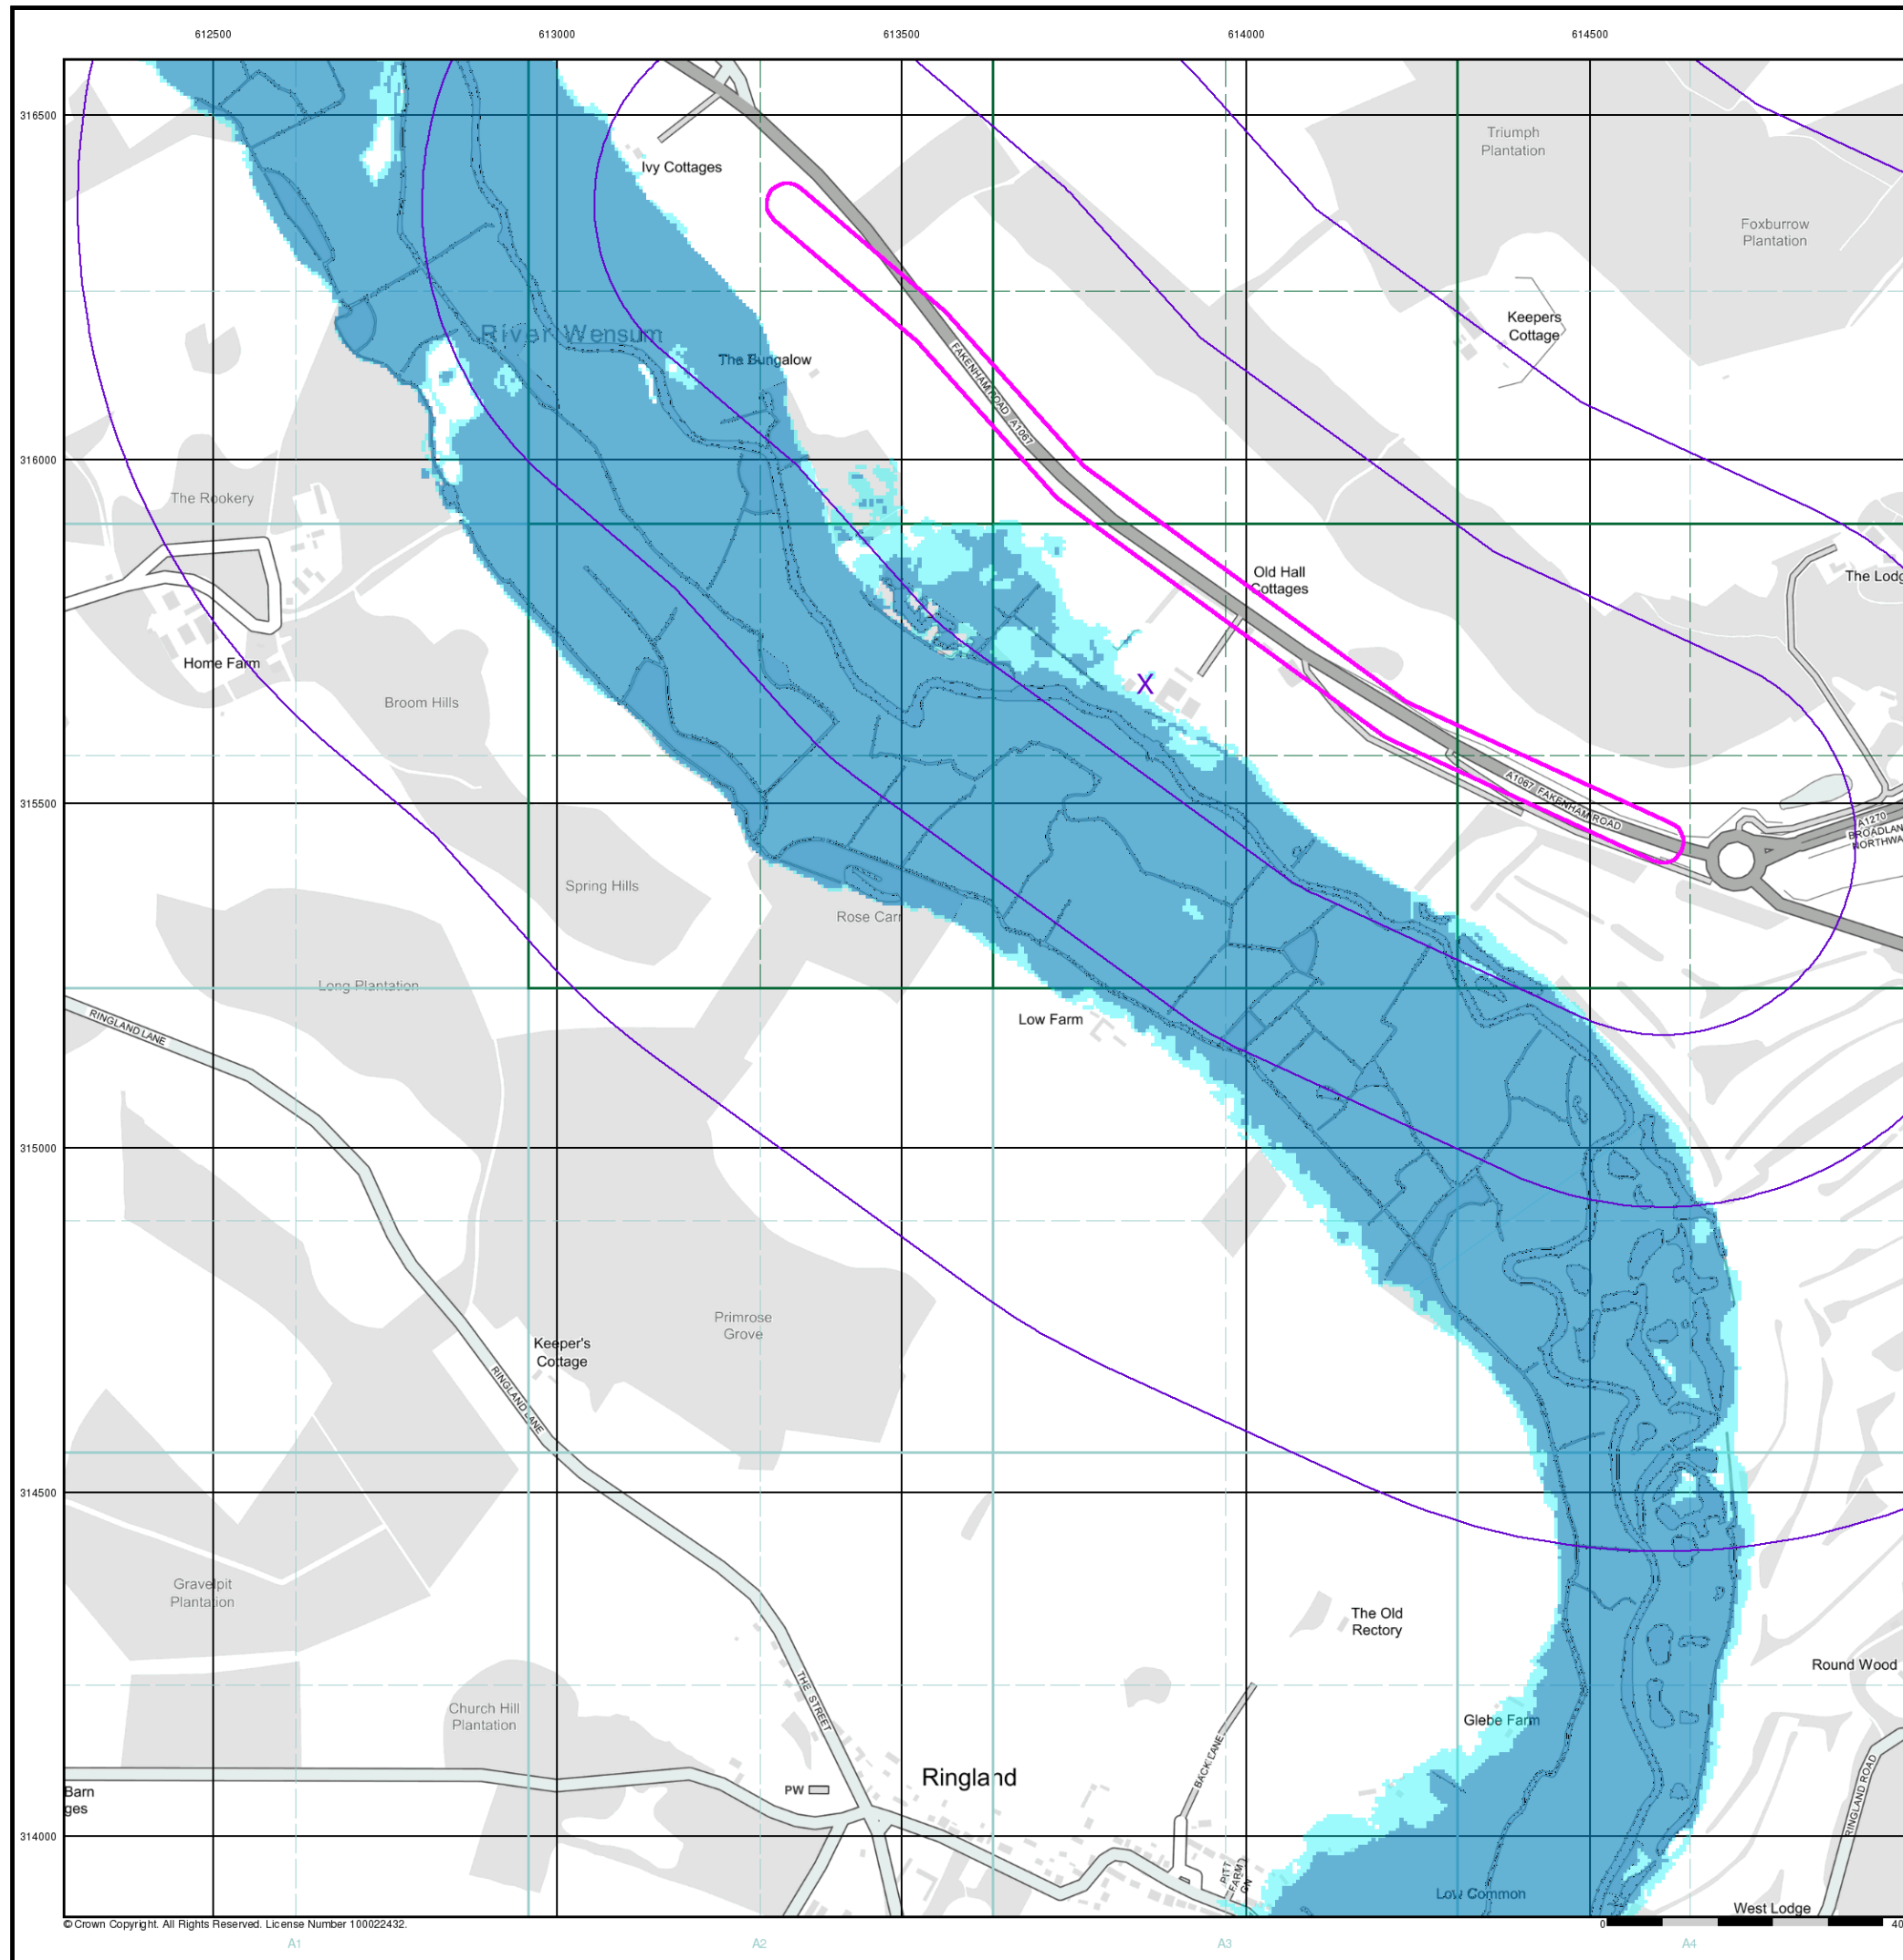 612500 613000 613500 614000 614500
316500
Ivy Cottages
Triumph
Plantation
Foxburrow
Plantation
Keepers
Cottage
River Wensum
The Bungalow
FAKENHAM ROAD A1067
316000
The Rookery
Old Hall
Cottages
The Lodg
Home Farm
X
Broom Hills
315500
A1067 FAKENHAM ROAD
A1270
BROADLAN
NORTHWA
Spring Hills
Rose Carr
Long Plantation
RINGLAND LANE
Low Farm
315000
Primrose
Grove
Keeper's
Cottage
RINGLAND LANE
314500
Gravelpit
Plantation
The Old
Rectory
Round Wood
THE STREET
Church Hill
Plantation
Glebe Farm
BACK LANE
Ringland
PW
Barn
ges
RINGLAND ROAD
314000
PITT
FARM
GN
Low Common
West Lodge
© Crown Copyright. All Rights Reserved. License Number 100022432.
0 40
A1 A2 A3 A4